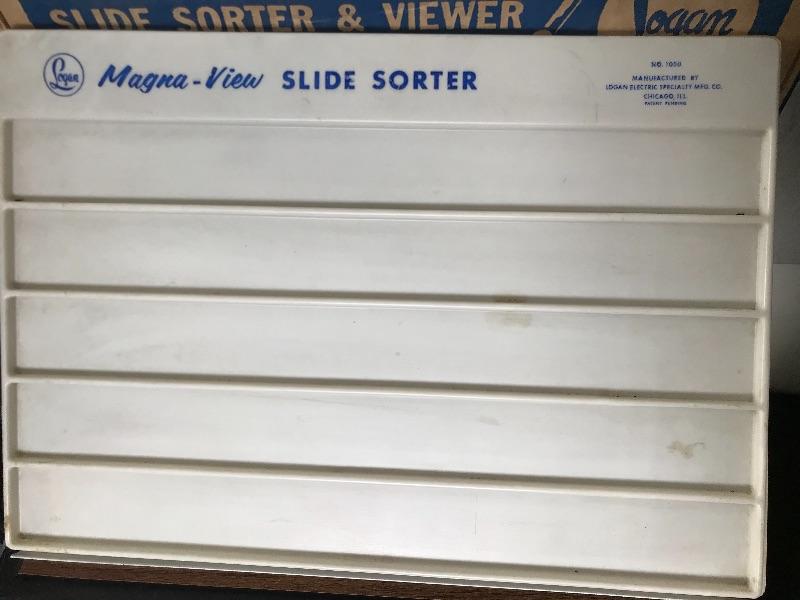 SLIDE SORTER & VIEWER
Logan
Logan
Magna-View SLIDE SORTER
NO. 1050
MANUFACTURED BY
LOGAN ELECTRIC SPECIALTY MFG. CO.
CHICAGO, ILL.
PATENT PENDING